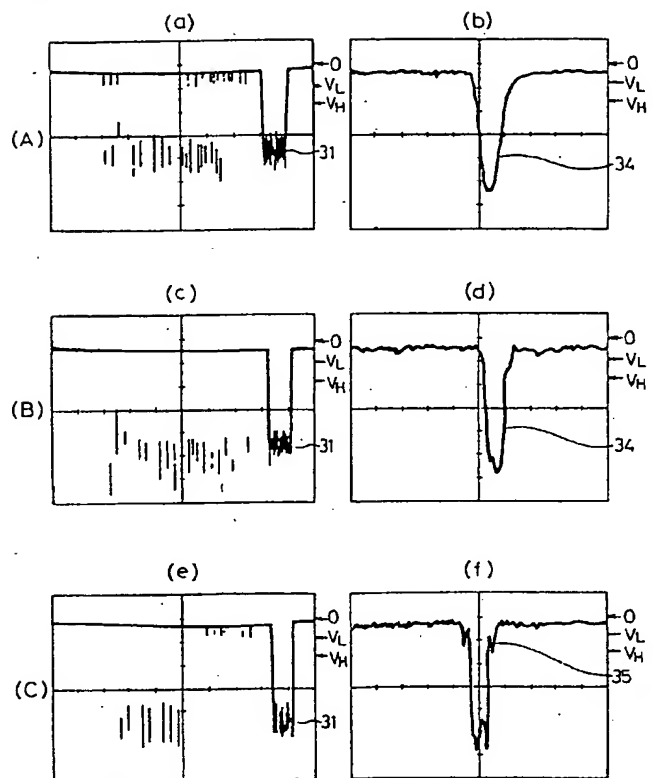 (a) (b)
0 0
VL VL
VH VH
(A)
31 34
(c) (d)
0 0
VL VL
VH VH
(B)
31 34
(e) (f)
0 0
VL VL
VH VH
(C)
31 35